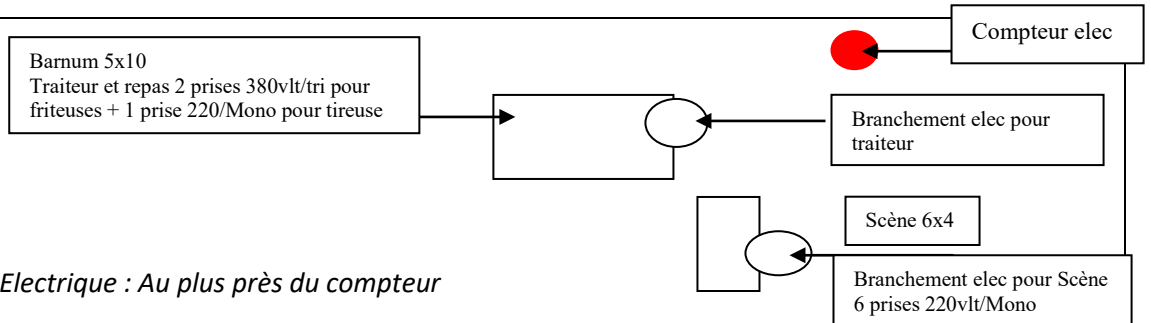 Compteur elec
Barnum 5x10
Traiteur et repas 2 prises 380vlt/tri pour
friteuses + 1 prise 220/Mono pour tireuse
Branchement elec pour
traiteur
Scène 6x4
Electrique : Au plus près du compteur
Branchement elec pour Scène
6 prises 220vlt/Mono